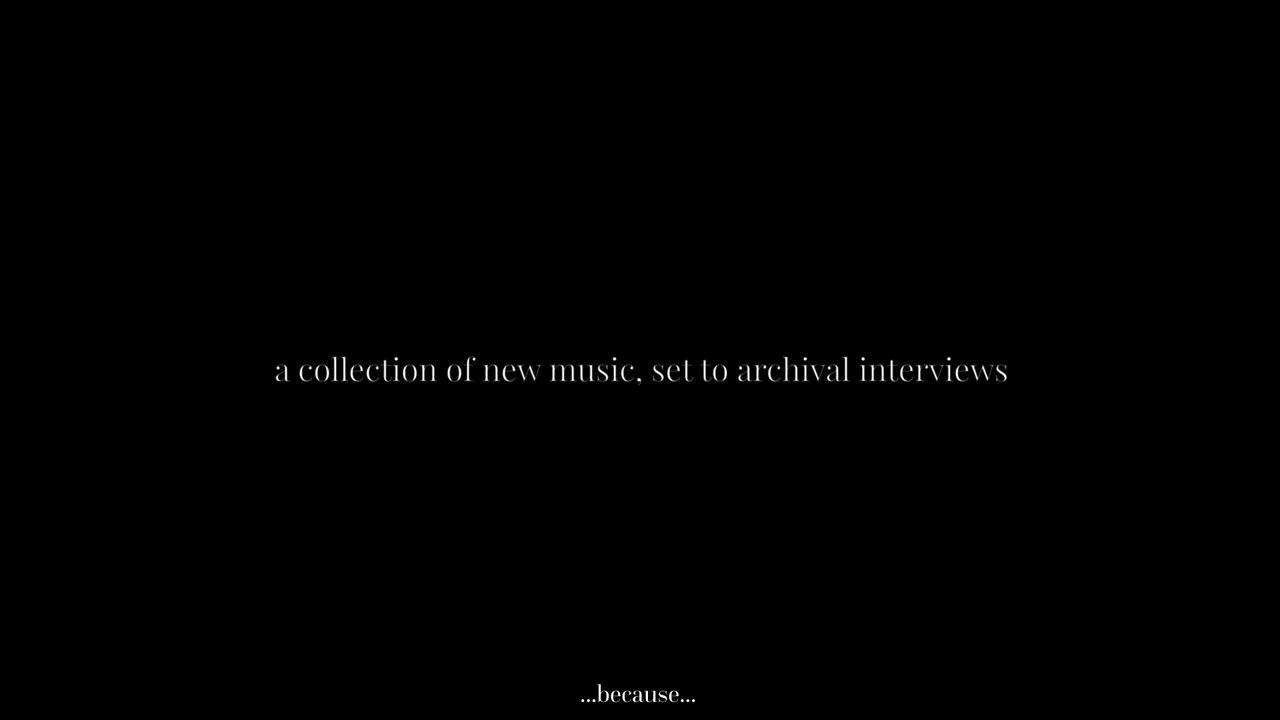 a collection of new music, set to archival interviews
...because...